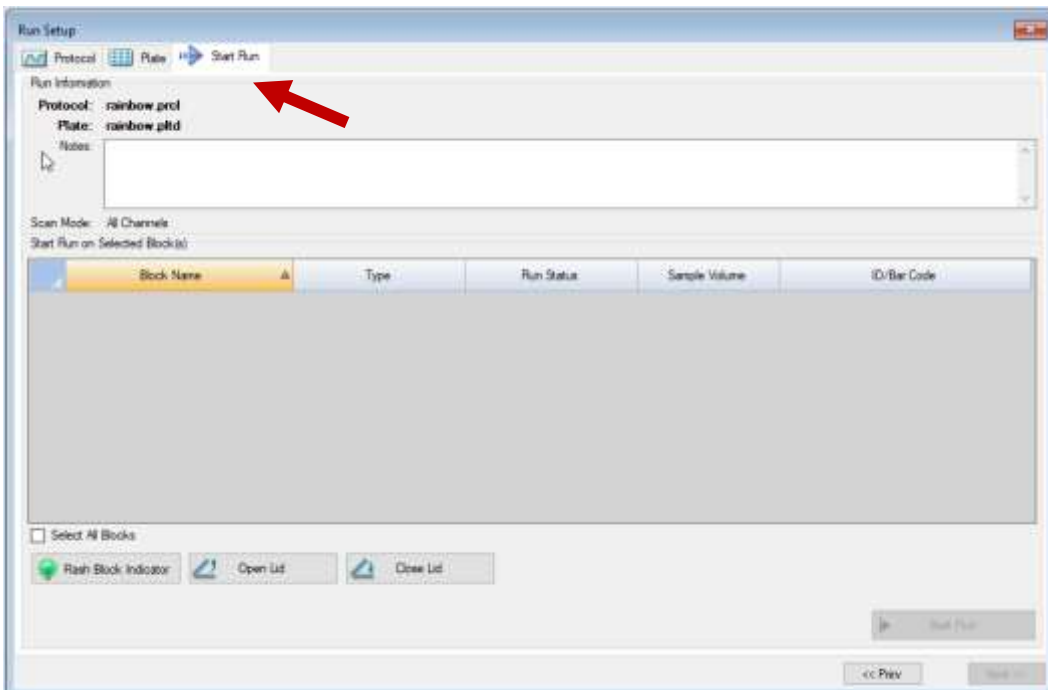 Run Setup
Protocol Plate Start Run
Run Information
Protocol: rainbow.prcl
Plate: rainbow.pltd
Notes:
Scan Mode: All Channels
Start Run on Selected Block(s)
Block Name Type Run Status Sample Volume ID/Bar Code
Select All Blocks
Flash Block Indicator Open Lid Close Lid
Start Run
<< Prev Next >>